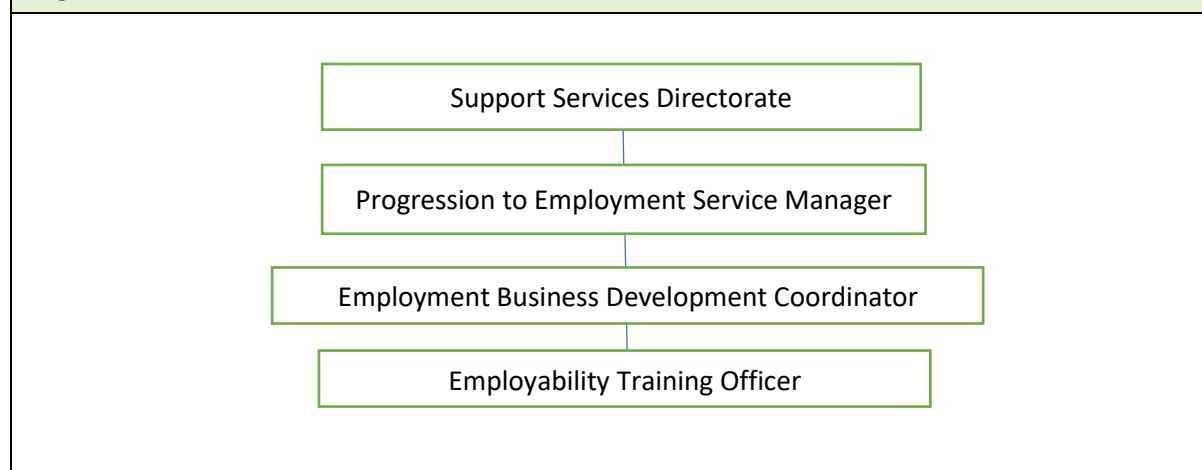 Support Services Directorate
Progression to Employment Service Manager
Employment Business Development Coordinator
Employability Training Officer